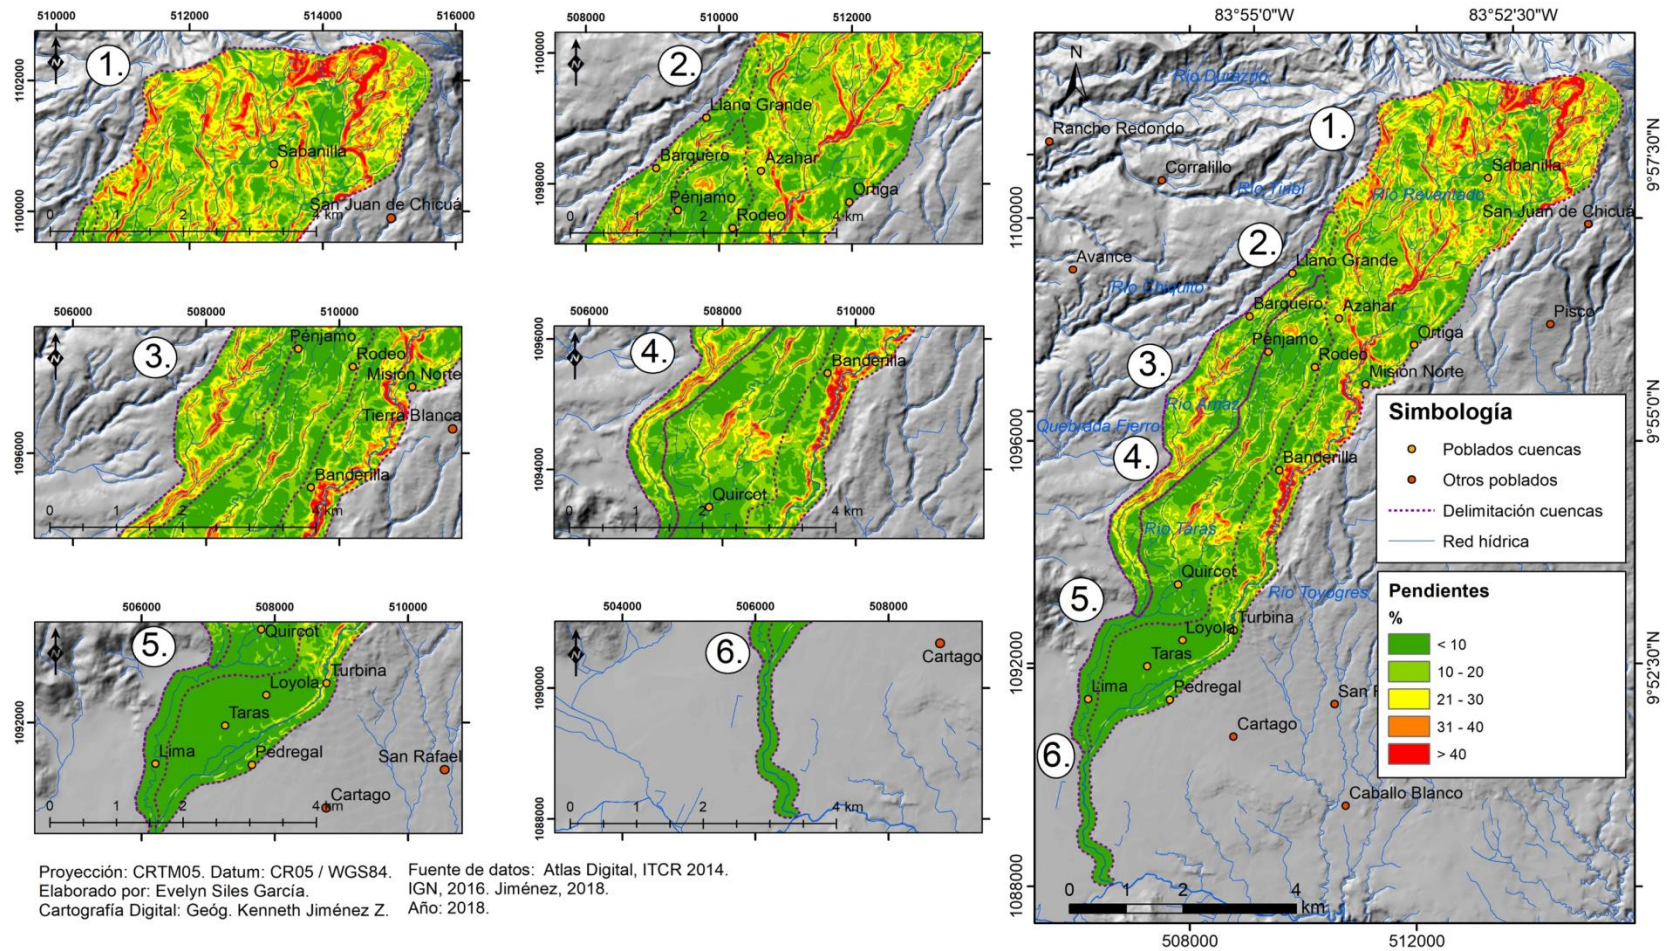 510000
512000
514000
516000
1102000
1100000
N
1.
Sabanilla
San Juan de Chicuá
0
1
2
4 km
508000
510000
512000
1100000
1098000
N
2.
Llano Grande
Barquero
Azahar
Pénjamo
Ortiga
Rodeo
0
1
2
4 km
506000
508000
510000
1096000
N
3.
Pénjamo
Rodeo
Misión Norte
Tierra Blanca
Banderilla
0
1
2
4 km
506000
508000
510000
1096000
1094000
N
4.
Banderilla
Quircot
0
1
2
4 km
506000
508000
510000
1092000
N
5.
Quircot
Turbina
Loyola
Taras
Lima
Pedregal
San Rafael
Cartago
0
1
2
4 km
504000
506000
508000
1090000
1088000
N
6.
Cartago
0
1
2
4 km
83°55'0"W
83°52'30"W
9°57'30"N
9°55'0"N
9°52'30"N
1100000
1096000
1092000
1088000
508000
512000
N
Río Durazno
1.
Rancho Redondo
Corralillo
Río Tiribí
Sabanilla
Río Reventado
San Juan de Chicuá
2.
Avance
Llano Grande
Río Chiquito
Barquero
Azahar
Pisco
Pénjamo
Ortiga
3.
Rodeo
Misión Norte
Río Arriaz
Quebrada Fierro
4.
Banderilla
Río Taras
Quircot
5.
Río Toyogres
Turbina
Loyola
Taras
Lima
Pedregal
San R
Cartago
6.
Caballo Blanco
0
1
2
4
km
Simbología
Poblados cuencas
Otros poblados
Delimitación cuencas
Red hídrica
Pendientes
%
< 10
10 - 20
21 - 30
31 - 40
> 40
Proyección: CRTM05. Datum: CR05 / WGS84.
Elaborado por: Evelyn Siles García.
Cartografía Digital: Geóg. Kenneth Jiménez Z.
Fuente de datos: Atlas Digital, ITCR 2014.
IGN, 2016. Jiménez, 2018.
Año: 2018.